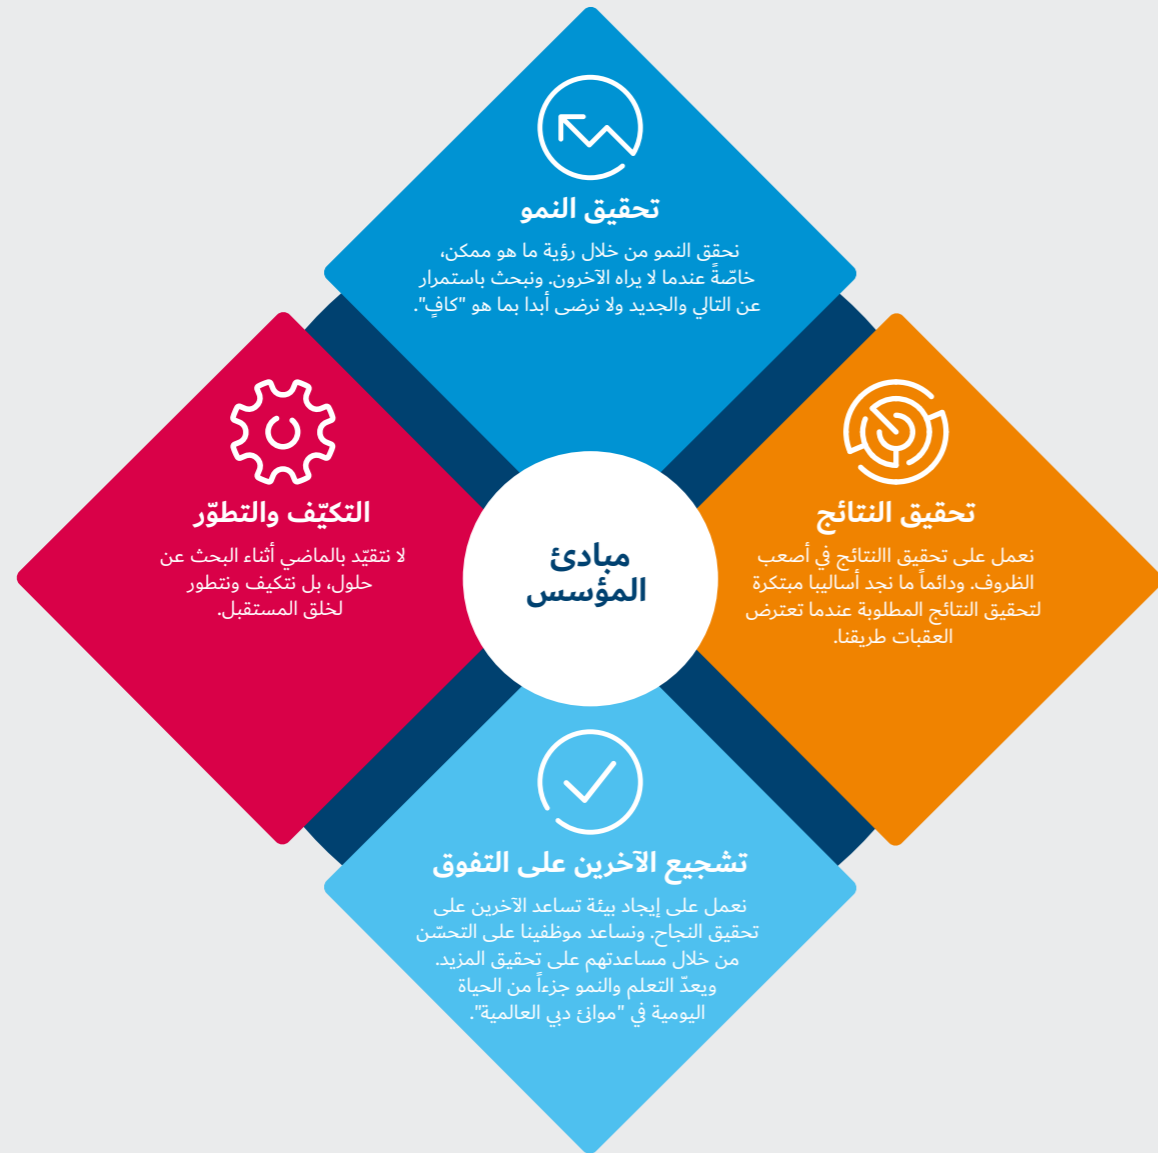 تحقيق النمو
نحقق النمو من خلال رؤية ما هو ممكن،
خاصّةً عندما لا يراه الآخرون. ونبحث باستمرار
عن التالي والجديد ولا نرضى أبدا بما هو "كافٍ".
تحقيق النتائج
نعمل على تحقيق االنتائج في أصعب
الظروف. ودائماً ما نجد أساليبا مبتكرة
لتحقيق النتائج المطلوبة عندما تعترض
العقبات طريقنا.
مبادئ
المؤسس
التكيّف والتطوّر
لا نتقيّد بالماضي أثناء البحث عن
حلول، بل نتكيف ونتطور
لخلق المستقبل.
تشجيع الآخرين على التفوق
نعمل على إيجاد بيئة تساعد الآخرين على
تحقيق النجاح. ونساعد موظفينا على التحسّن
من خلال مساعدتهم على تحقيق المزيد.
ويعدّ التعلم والنمو جزءاً من الحياة
اليومية في "موانئ دبي العالمية".